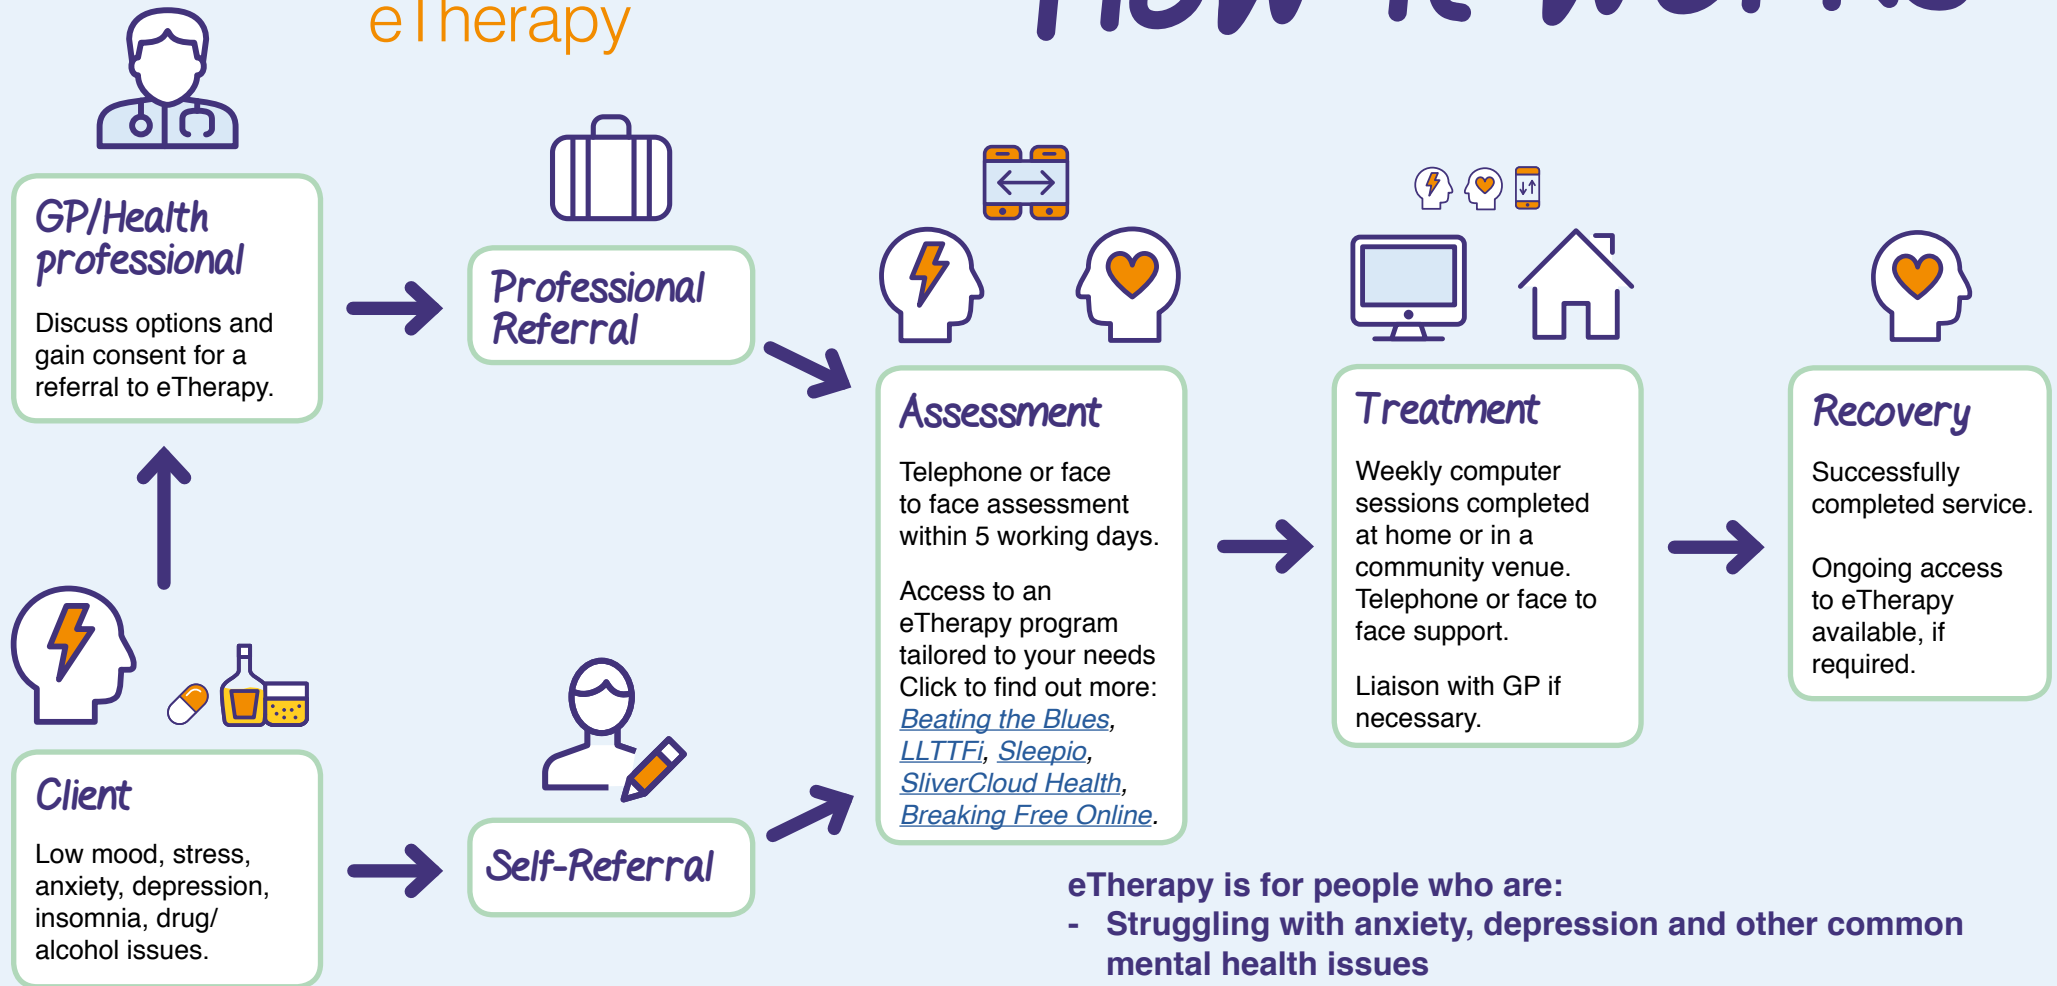 eTherapy
How it works
GP/Health
professional
Discuss options and
gain consent for a
referral to eTherapy.
Professional
Referral
Client
Low mood, stress,
anxiety, depression,
insomnia, drug/
alcohol issues.
Self-Referral
Assessment
Telephone or face
to face assessment
within 5 working days.
Access to an
eTherapy program
tailored to your needs
Click to find out more:
Beating the Blues,
LLTTFi, Sleepio,
SliverCloud Health,
Breaking Free Online.
Treatment
Weekly computer
sessions completed
at home or in a
community venue.
Telephone or face to
face support.
Liaison with GP if
necessary.
Recovery
Successfully
completed service.
Ongoing access
to eTherapy
available, if
required.
eTherapy is for people who are:
- Struggling with anxiety, depression and other common
mental health issues